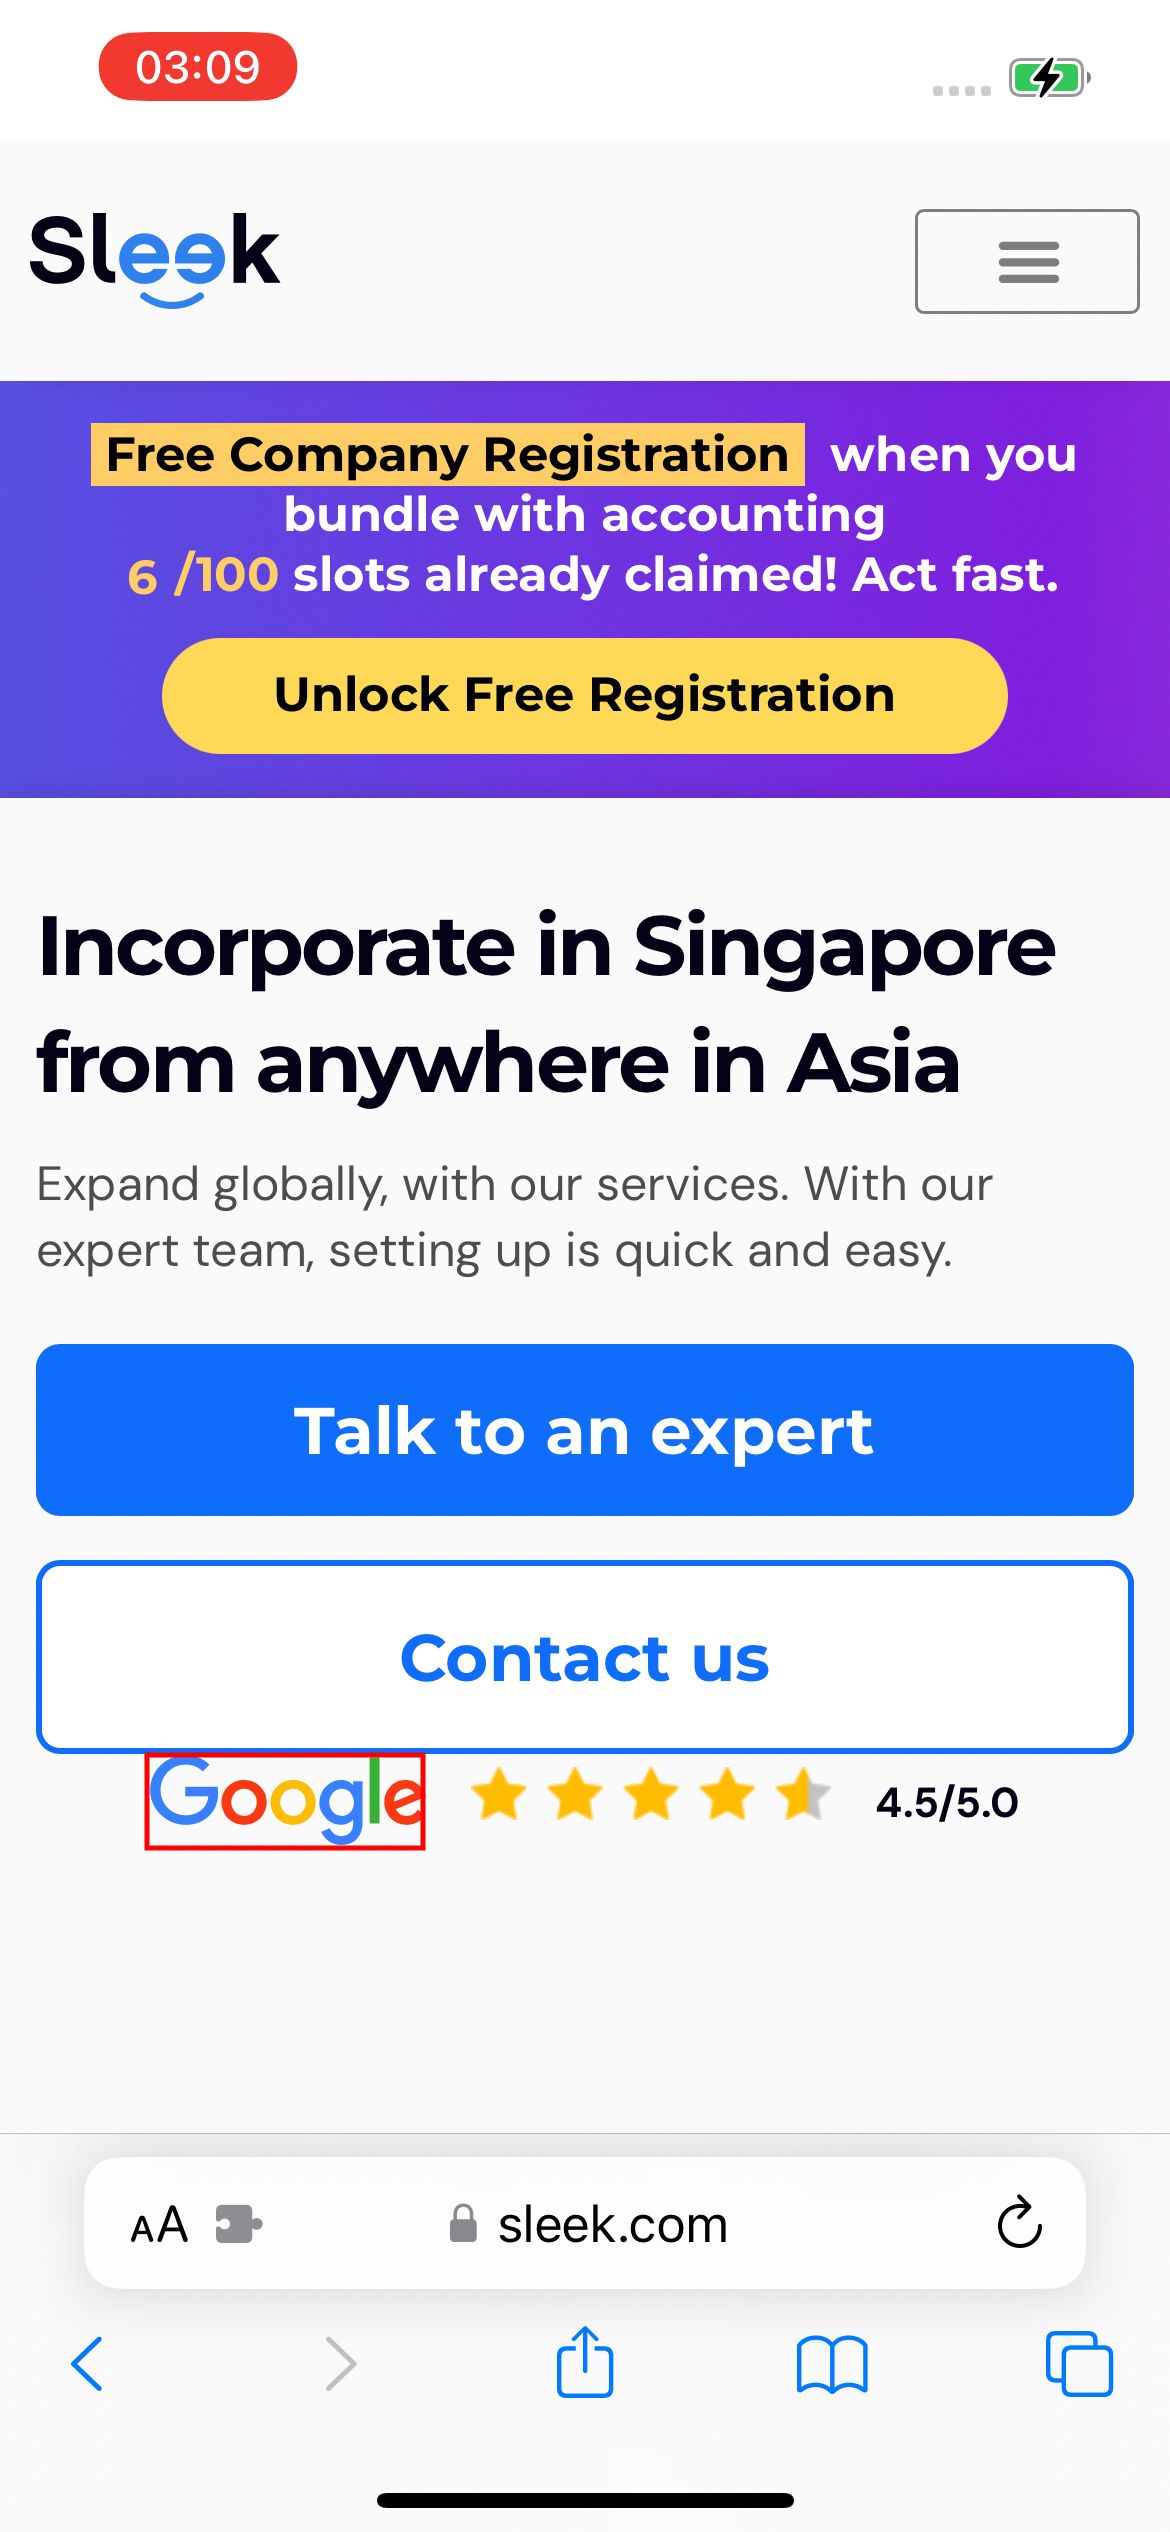 03:09
Sleek
Free Company Registration when you
bundle with accounting
6 /100 slots already claimed! Act fast.
Unlock Free Registration
Incorporate in Singapore
from anywhere in Asia
Expand globally, with our services. With our
expert team, setting up is quick and easy.
Talk to an expert
Contact us
Google 4.5/5.0
AA sleek.com